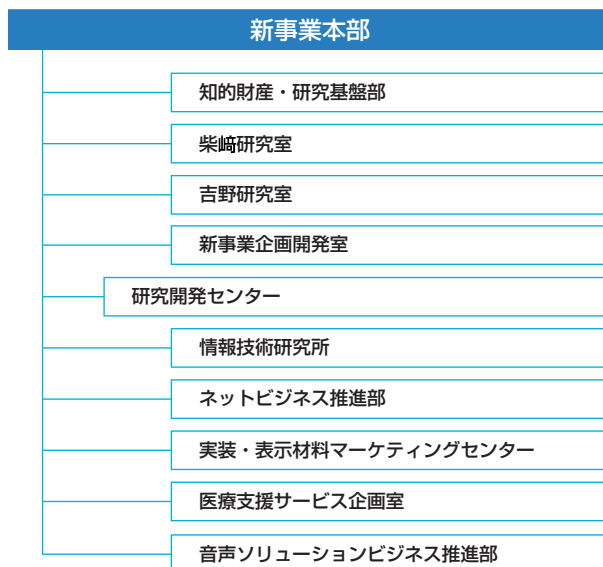 新事業本部
知的財産・研究基盤部
柴﨑研究室
吉野研究室
新事業企画開発室
研究開発センター
情報技術研究所
ネットビジネス推進部
実装・表示材料マーケティングセンター
医療支援サービス企画室
音声ソリューションビジネス推進部